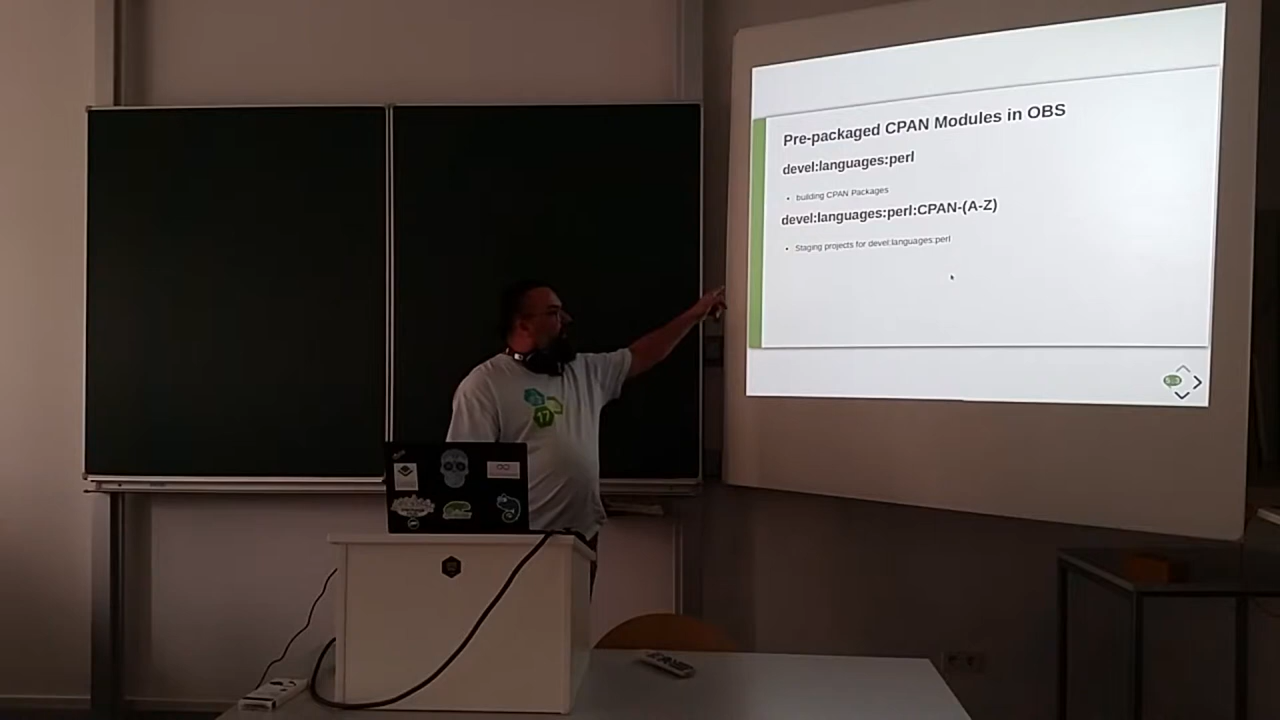 Pre-packaged CPAN Modules in OBS
devel:languages:perl
• building CPAN Packages
devel:languages:perl:CPAN-(A-Z)
• Staging projects for devel:languages:perl
17